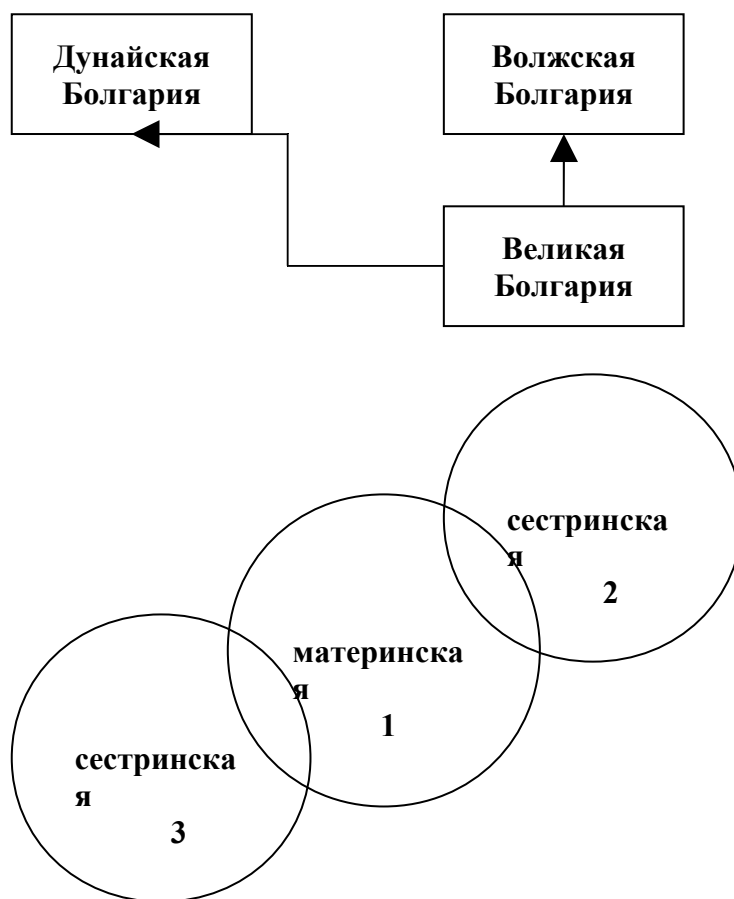 Дунайская
Болгария
Волжская
Болгария
Великая
Болгария
сестринска
я
2
материнска
я
1
сестринска
я
3